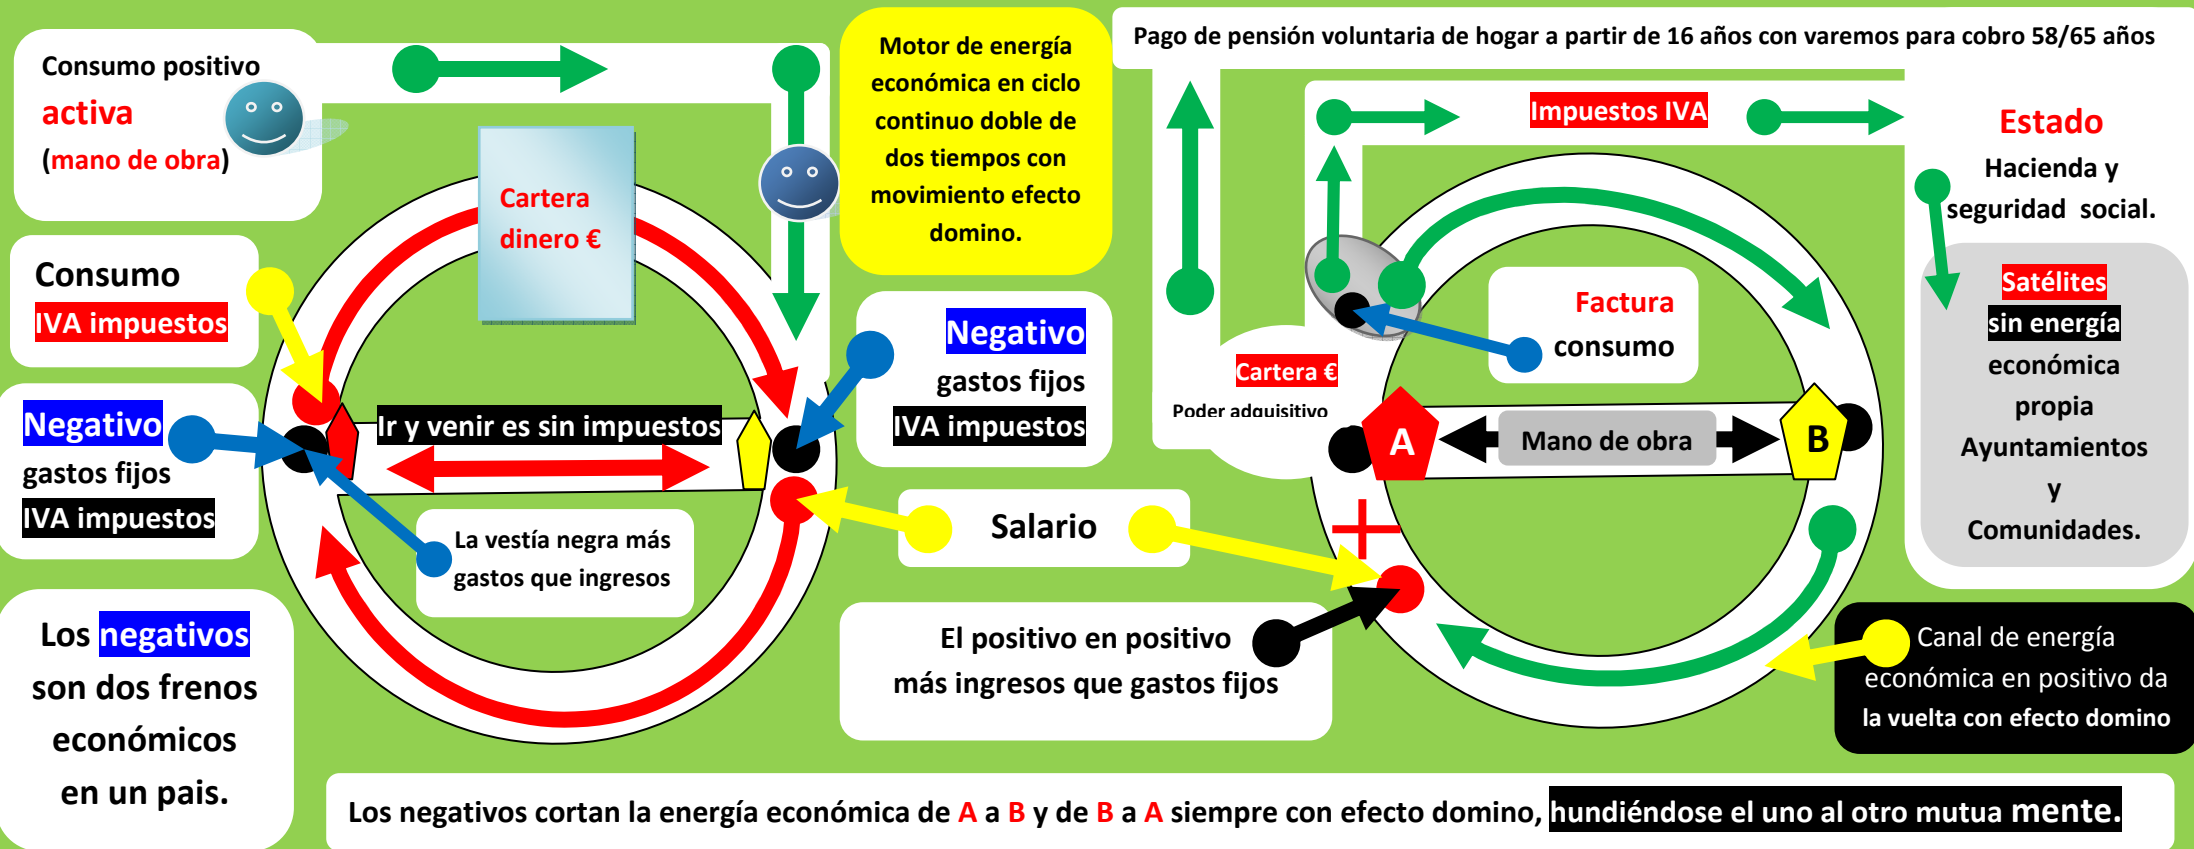 Consumo positivo
activa
(mano de obra)
Consumo
IVA impuestos
Negativo
gastos fijos
IVA impuestos
Los negativos
son dos frenos
económicos
en un pais.
Cartera
dinero €
Ir y venir es sin impuestos
La vestía negra más
gastos que ingresos
Motor de energía
económica en ciclo
continuo doble de
dos tiempos con
movimiento efecto
domino.
Negativo
gastos fijos
IVA impuestos
Salario
El positivo en positivo
más ingresos que gastos fijos
Pago de pensión voluntaria de hogar a partir de 16 años con varemos para cobro 58/65 años
Impuestos IVA
Cartera €
Poder adquisitivo
Factura
consumo
A
Mano de obra
B
Estado
Hacienda y
seguridad social.
Satélites
sin energía
económica
propia
Ayuntamientos
y
Comunidades.
Canal de energía
económica en positivo da
la vuelta con efecto domino
Los negativos cortan la energía económica de A a B y de B a A siempre con efecto domino, hundiéndose el uno al otro mutua mente.